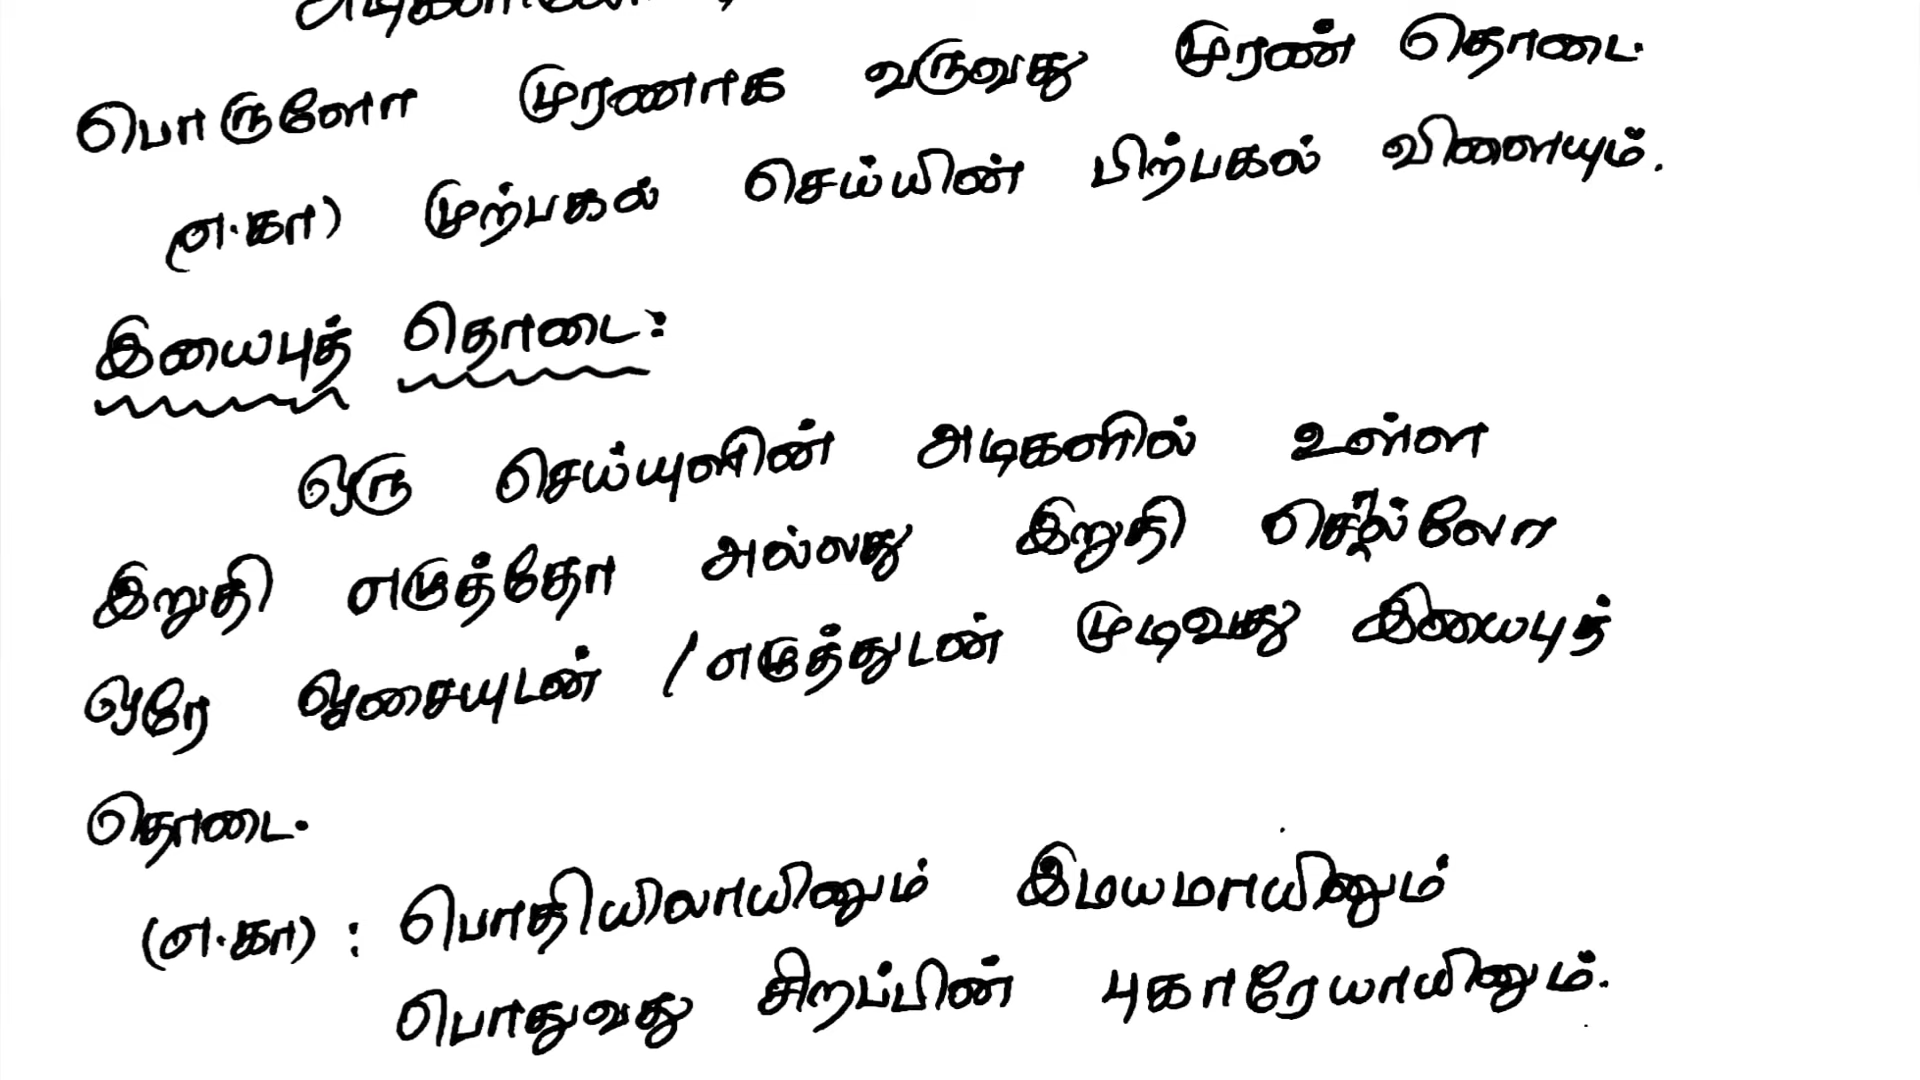 பொருளோ முரணாக வருவது முரண் தொடை.
(எ.கா) முற்பகல் செய்யின் பிற்பகல் விளையும்.
இயைபுத் தொடை:
ஒரு செய்யுளின் அடிகளில் உள்ள
இறுதி எழுத்தோ அல்லது இறுதி சொல்லோ
ஒரே ஓசையுடன் / எழுத்துடன் முடிவது இயைபுத்
தொடை.
(எ.கா) : பொதியிலாயினும் இமயமாயினும்
பொதுவது சிறப்பின் புகாரேயாயினும்.